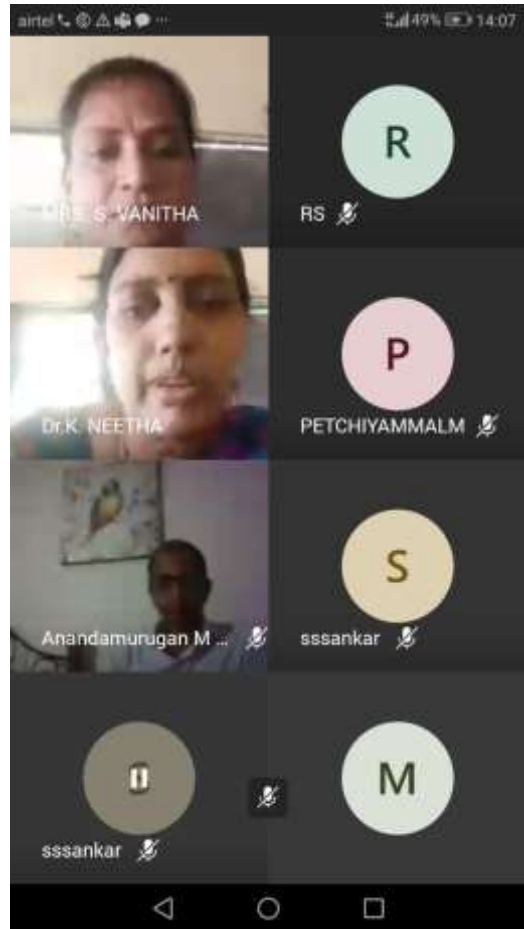 airtel 49% 14:07
MRS. S. VANITHA
R
RS
Dr.K. NEETHA
P
PETCHIYAMMALM
Anandamurugan M ...
S
sssankar
sssankar
M